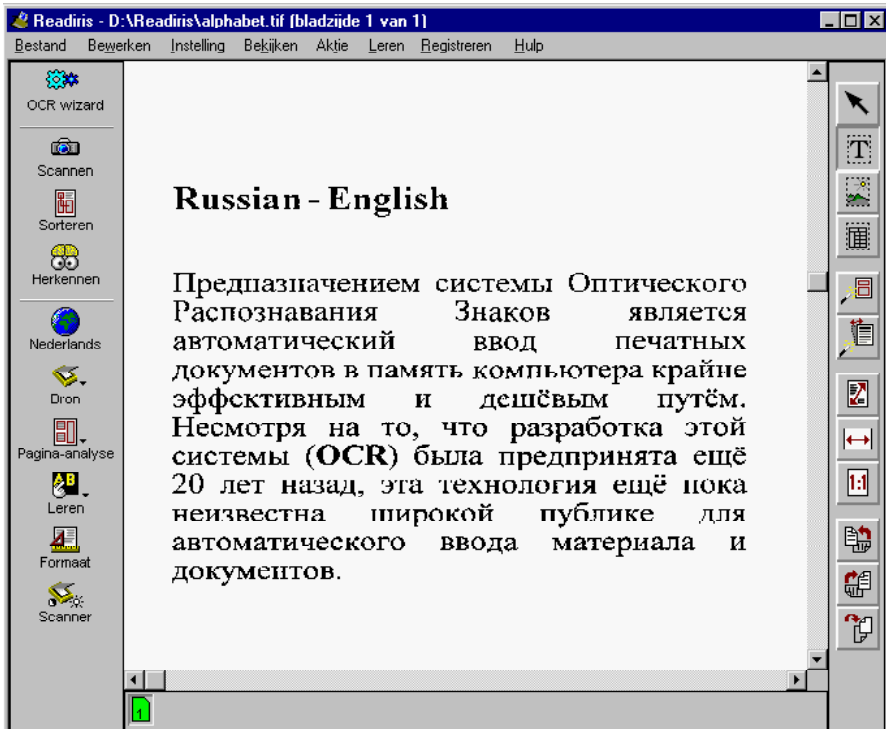 Readiris - D:\Readiris\alphabet.tif (bladzijde 1 van 1)
Bestand Bewerken Instelling Bekijken Aktie Leren Registreren Hulp
OCR wizard
Scannen
Sorteren
Herkennen
Nederlands
Dron
Pagina-analyse
Leren
Formaat
Scanner
Russian - English
Предназначением системы Оптического
Распознавания Знаков является
автоматический ввод печатных
документов в память компьютера крайне
эффективным и дешёвым путём.
Несмотря на то, что разработка этой
системы (OCR) была предпринята ещё
20 лет назад, эта технология ещё пока
неизвестна широкой публике для
автоматического ввода материала и
документов.
T
1:1
1